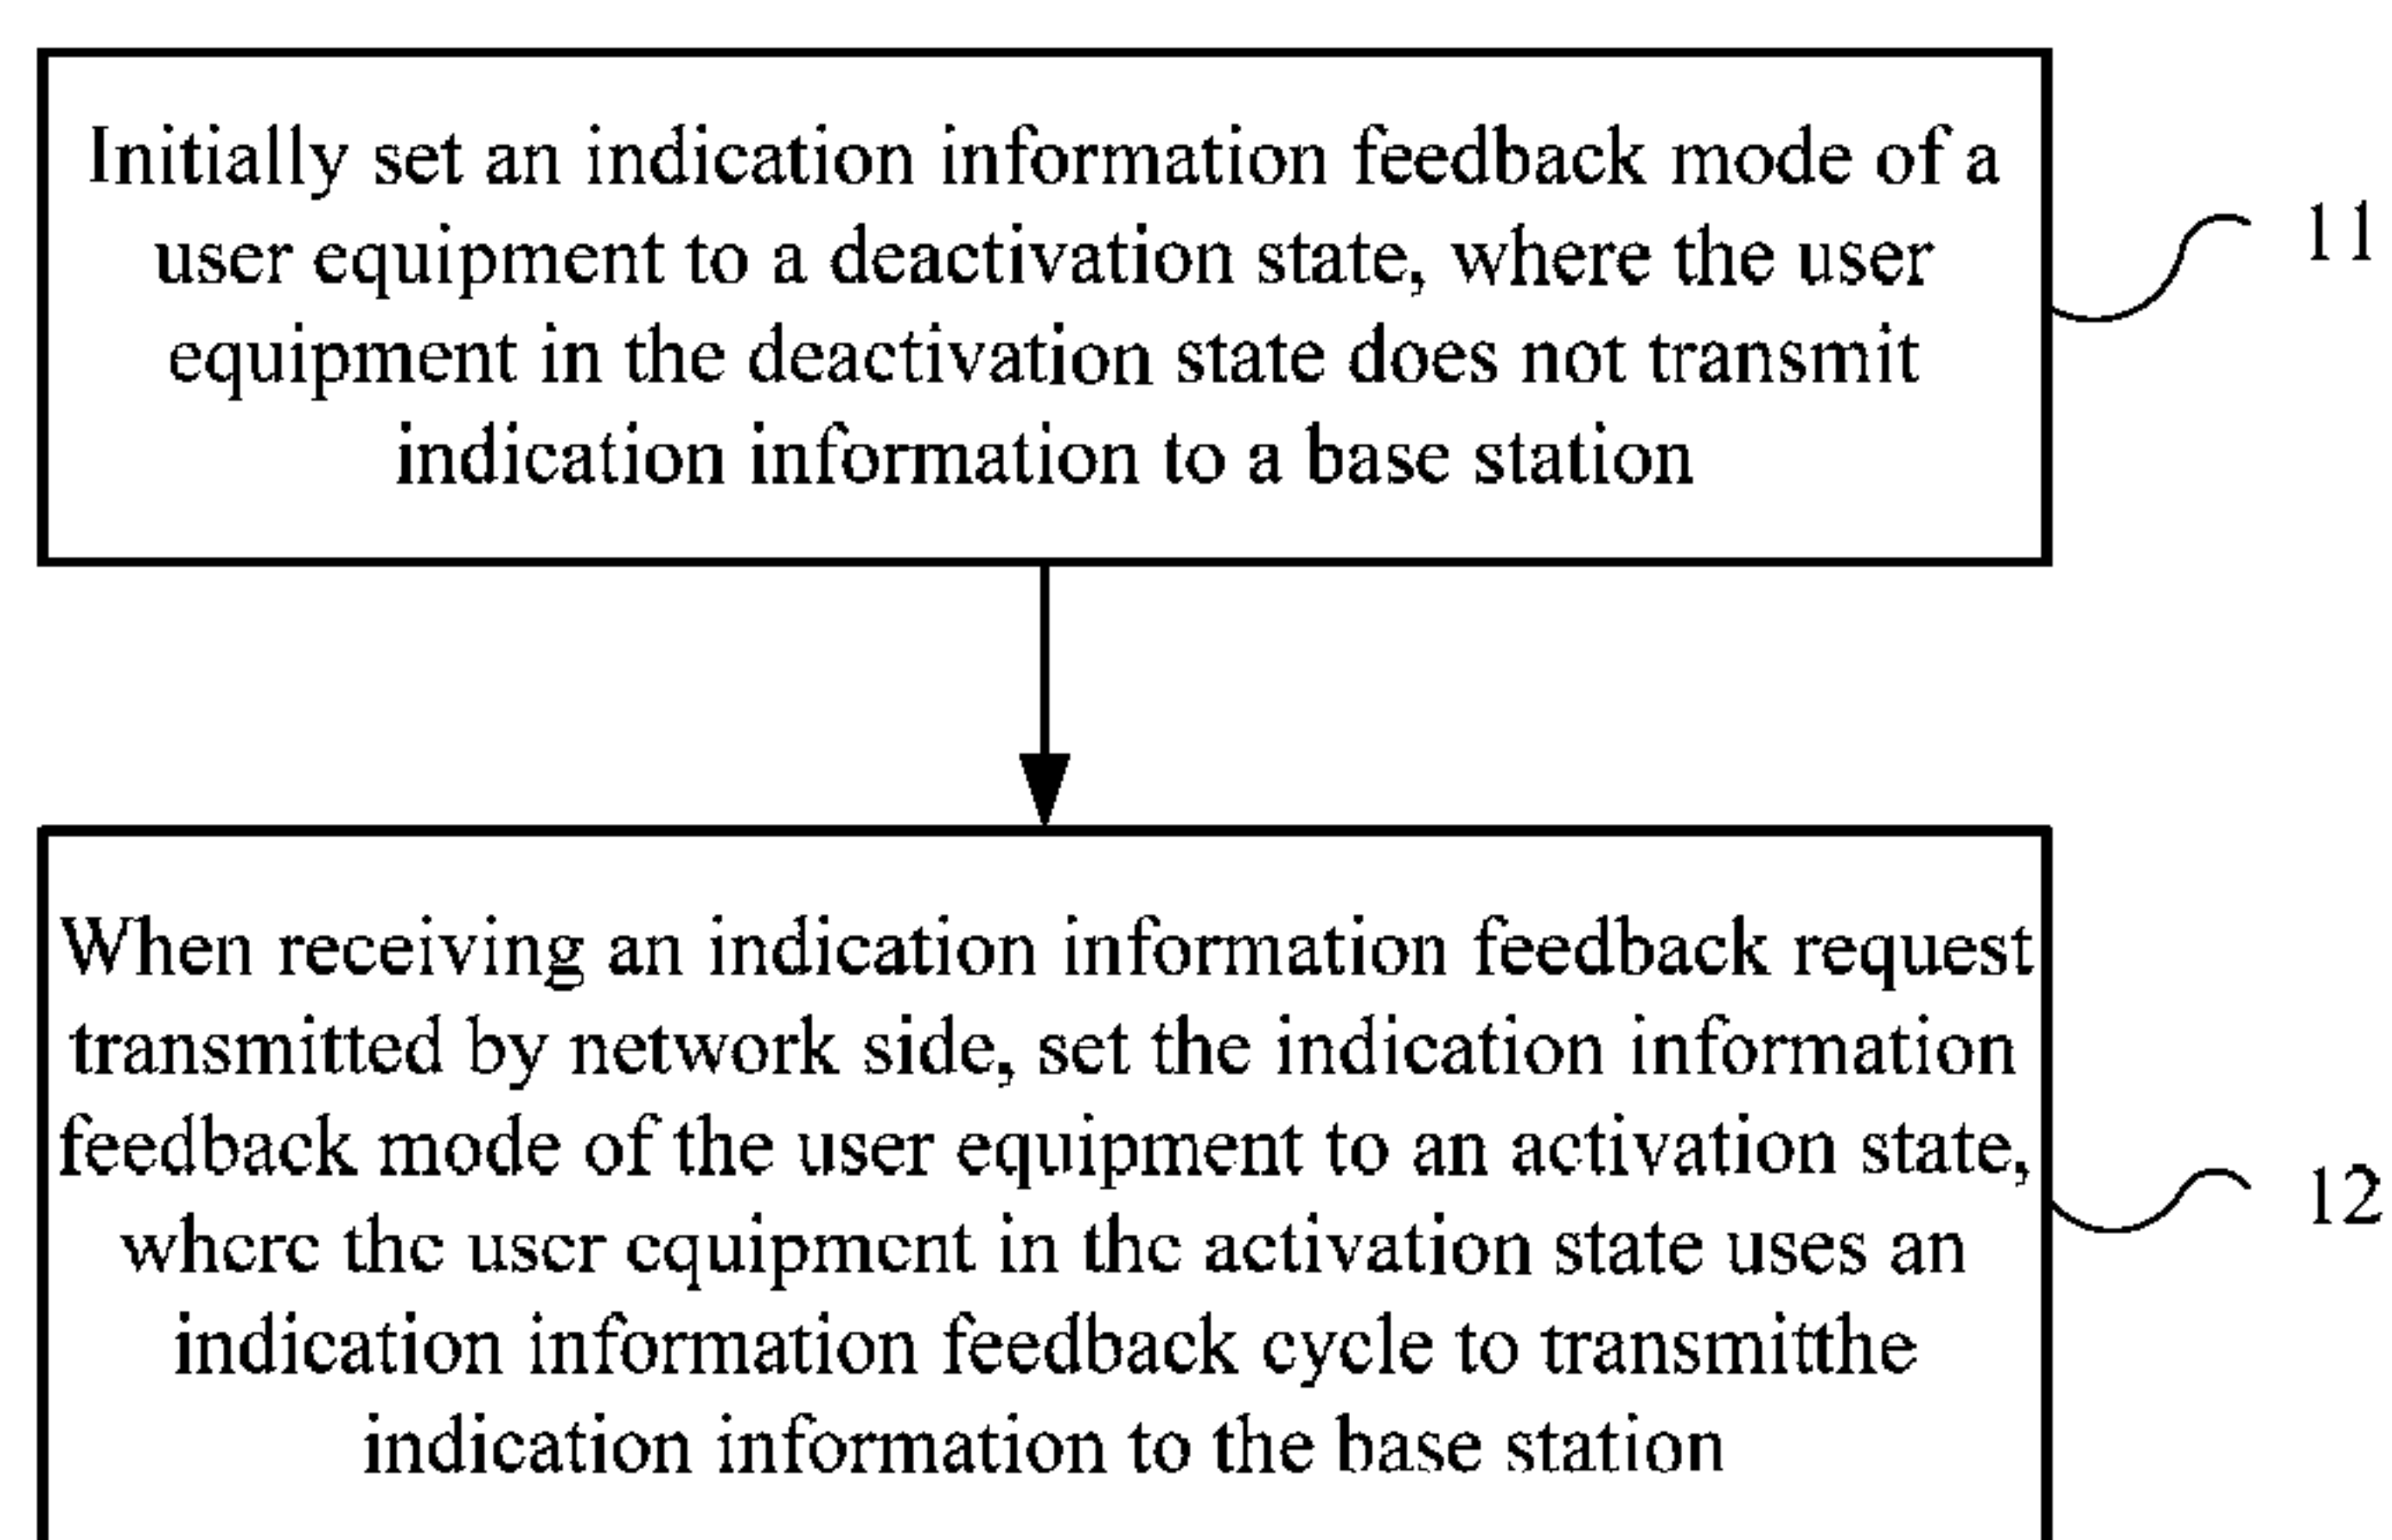 Initially set an indication information feedback mode of a
user equipment to a deactivation state, where the user
equipment in the deactivation state does not transmit
indication information to a base station
11
When receiving an indication information feedback request
transmitted by network side, set the indication information
feedback mode of the user equipment to an activation state,
where the user equipment in the activation state uses an
indication information feedback cycle to transmitthe
indication information to the base station
12